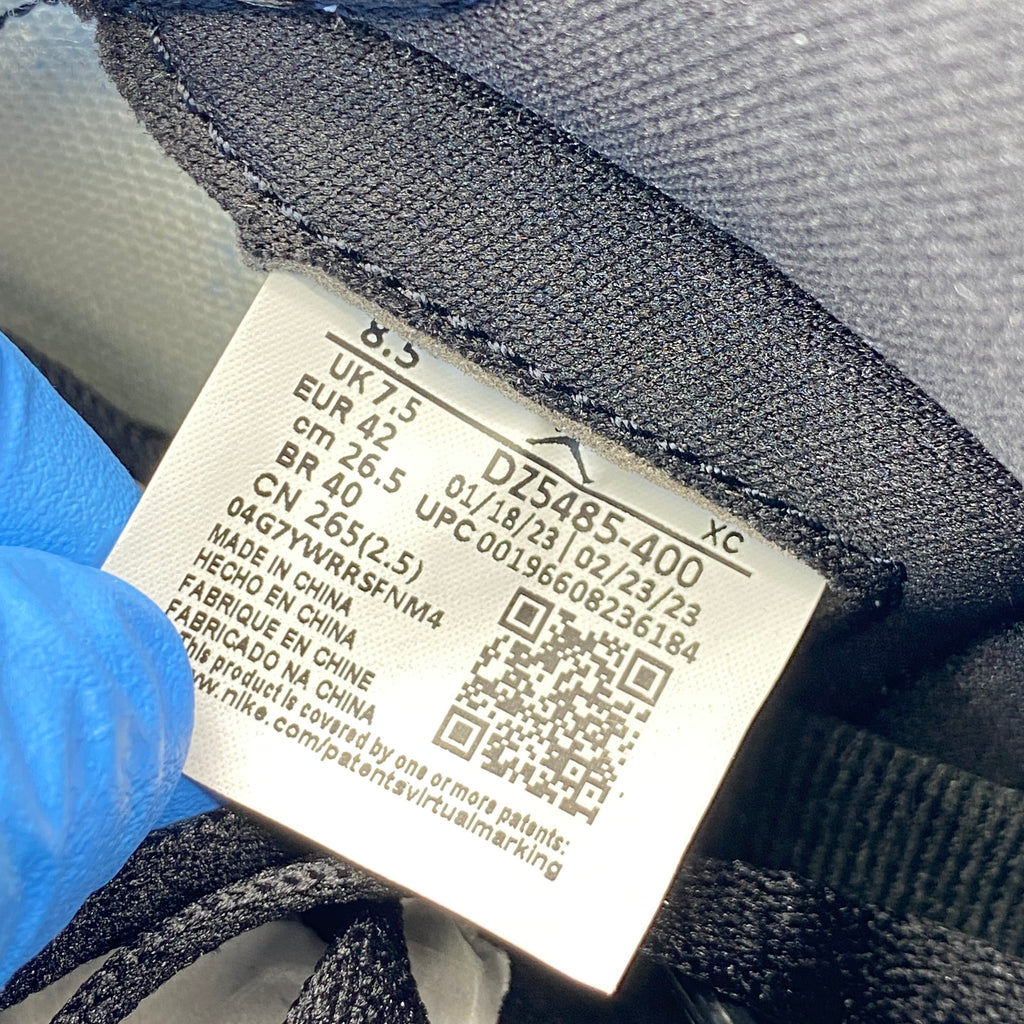 8.5
UK 7.5
EUR 42
cm 26.5
BR 40
CN 265(2.5)
XC
DZ5485-400
01/18/23 | 02/23/23
UPC 00196608236184
04G7YWRRSFNM4
MADE IN CHINA
HECHO EN CHINA
FABRIQUE EN CHINE
FABRICADO NA CHINA
This product is covered by one or more patents:
www.nike.com/patentsvirtualmarking